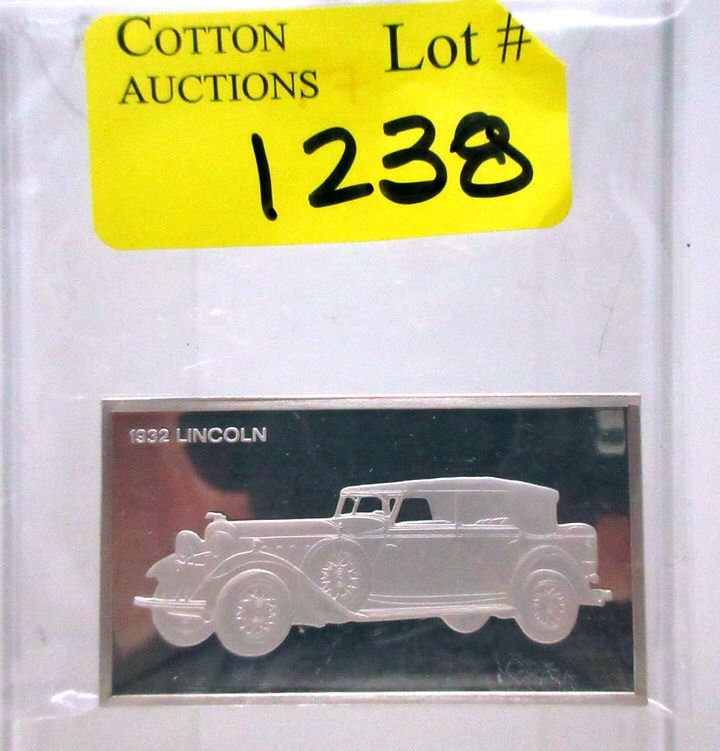 COTTON Lot #
AUCTIONS
1238
1932 LINCOLN